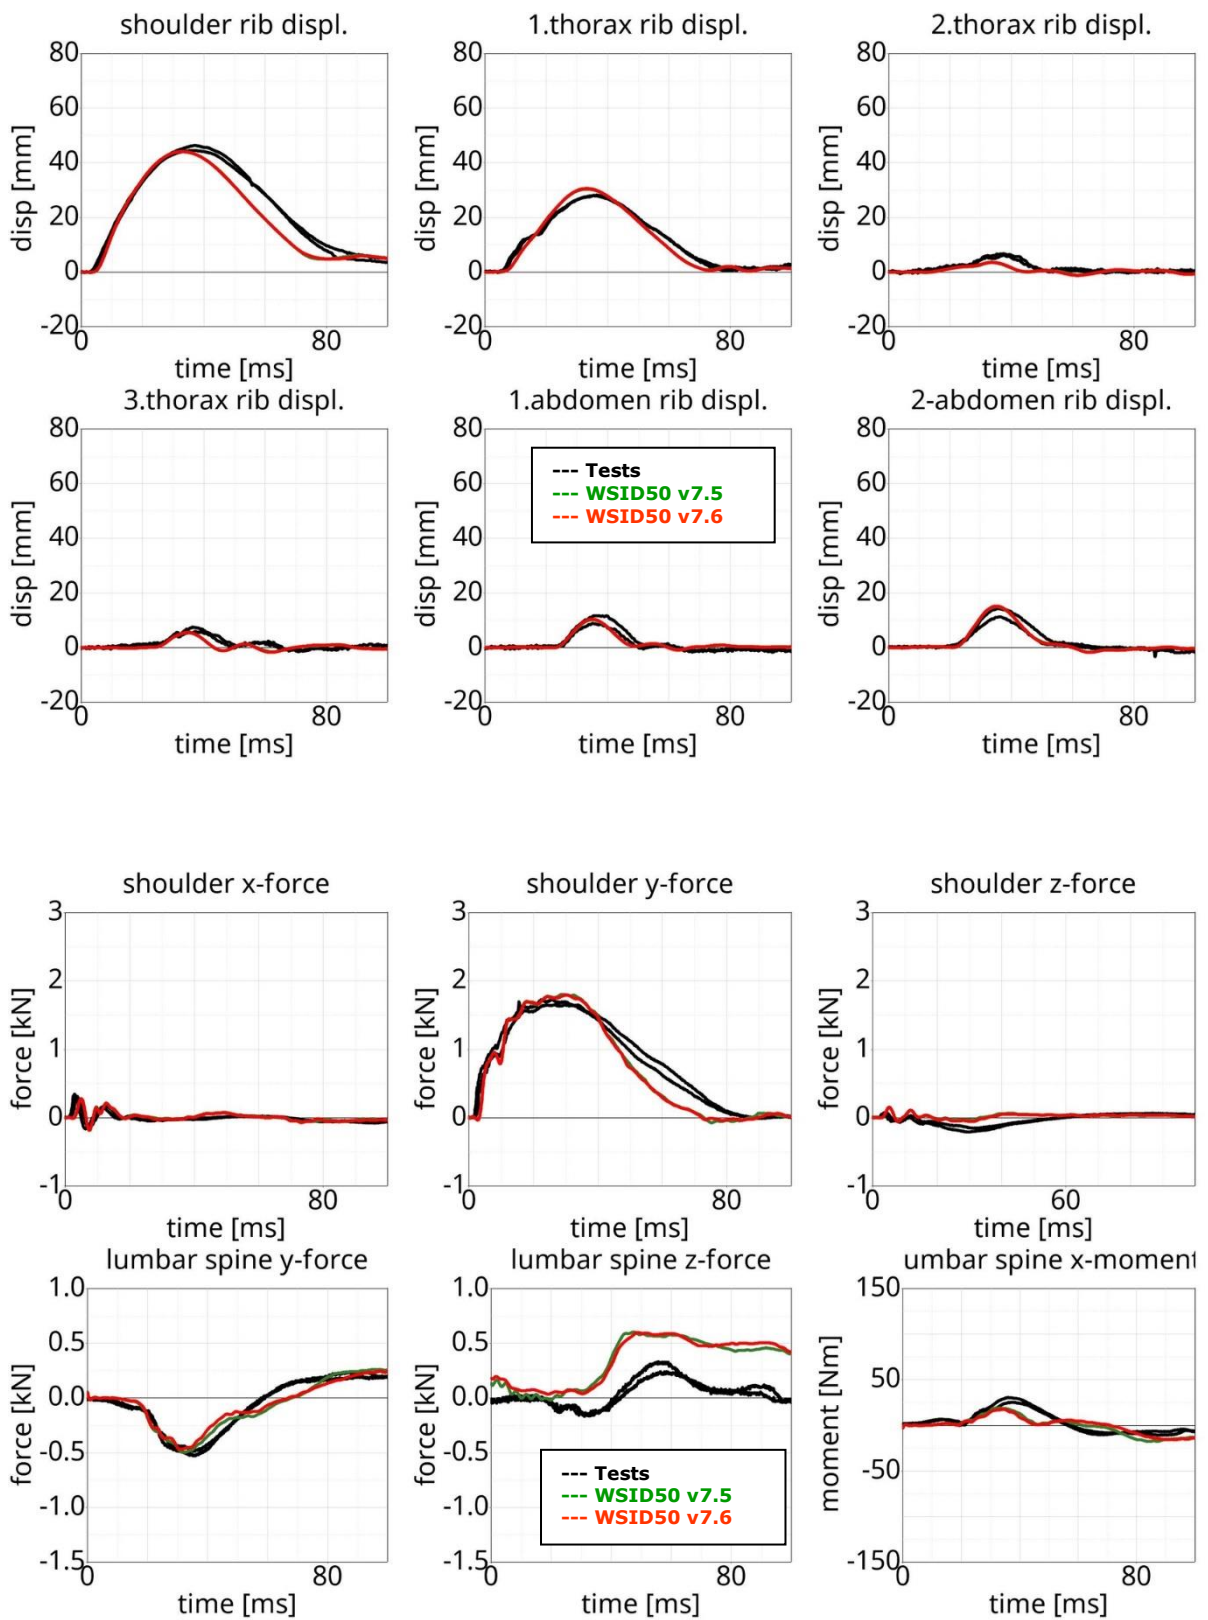 shoulder rib displ.
1.thorax rib displ.
2.thorax rib displ.
80
60
40
20
0
-20
disp [mm]
0
80
time [ms]
80
60
40
20
0
-20
disp [mm]
0
80
time [ms]
80
60
40
20
0
-20
disp [mm]
0
80
time [ms]
3.thorax rib displ.
1.abdomen rib displ.
2-abdomen rib displ.
80
60
40
20
0
-20
disp [mm]
0
80
time [ms]
80
60
40
20
0
-20
disp [mm]
--- Tests
--- WSID50 v7.5
--- WSID50 v7.6
0
80
time [ms]
80
60
40
20
0
-20
disp [mm]
0
80
time [ms]
shoulder x-force
shoulder y-force
shoulder z-force
3
2
1
0
-1
force [kN]
0
80
time [ms]
3
2
1
0
-1
force [kN]
0
80
time [ms]
3
2
1
0
-1
force [kN]
0
60
time [ms]
lumbar spine y-force
lumbar spine z-force
umbar spine x-moment
1.0
0.5
0.0
-0.5
-1.0
-1.5
force [kN]
0
80
time [ms]
1.0
0.5
0.0
-0.5
-1.0
-1.5
force [kN]
--- Tests
--- WSID50 v7.5
--- WSID50 v7.6
0
80
time [ms]
150
50
-50
-150
moment [Nm]
0
80
time [ms]